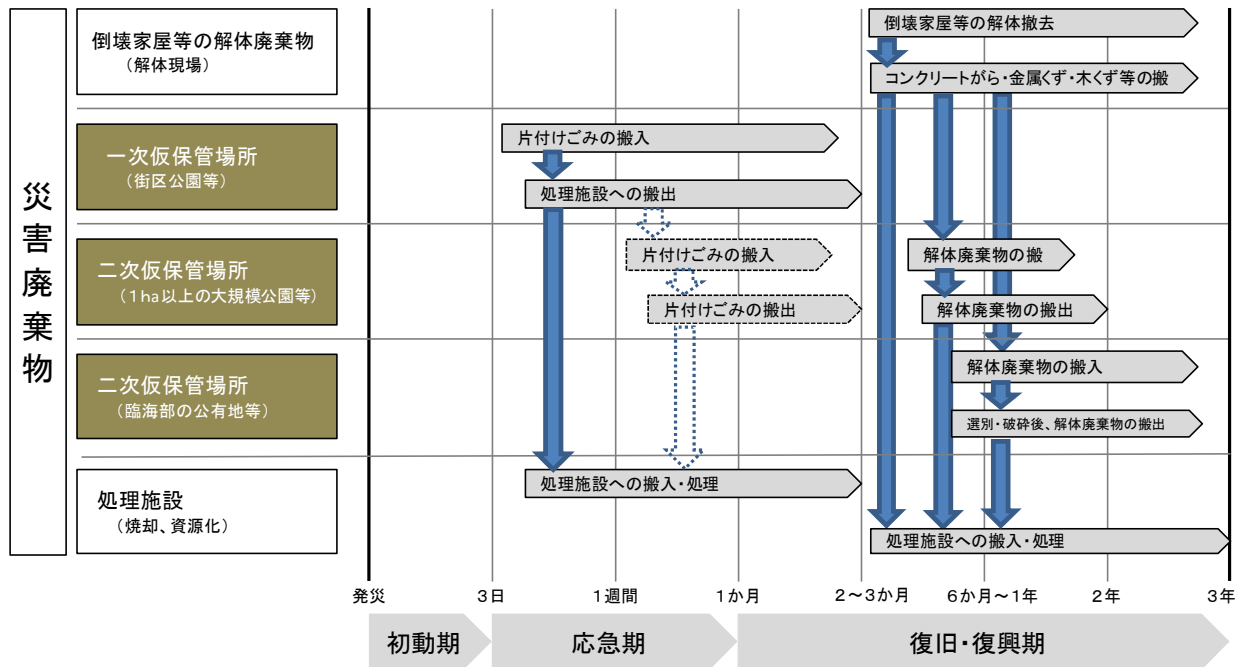 災害廃棄物
倒壊家屋等の解体廃棄物
（解体現場）
倒壊家屋等の解体撤去
コンクリートがら・金属くず・木くず等の搬
一次仮保管場所
（街区公園等）
片付けごみの搬入
処理施設への搬出
二次仮保管場所
（１ha以上の大規模公園等）
片付けごみの搬入
解体廃棄物の搬
片付けごみの搬出
解体廃棄物の搬出
二次仮保管場所
（臨海部の公有地等）
解体廃棄物の搬入
選別・破砕後、解体廃棄物の搬出
処理施設
（焼却、資源化）
処理施設への搬入・処理
処理施設への搬入・処理
発災
３日
１週間
１か月
２～３か月
６か月～１年
２年
３年
初動期
応急期
復旧・復興期